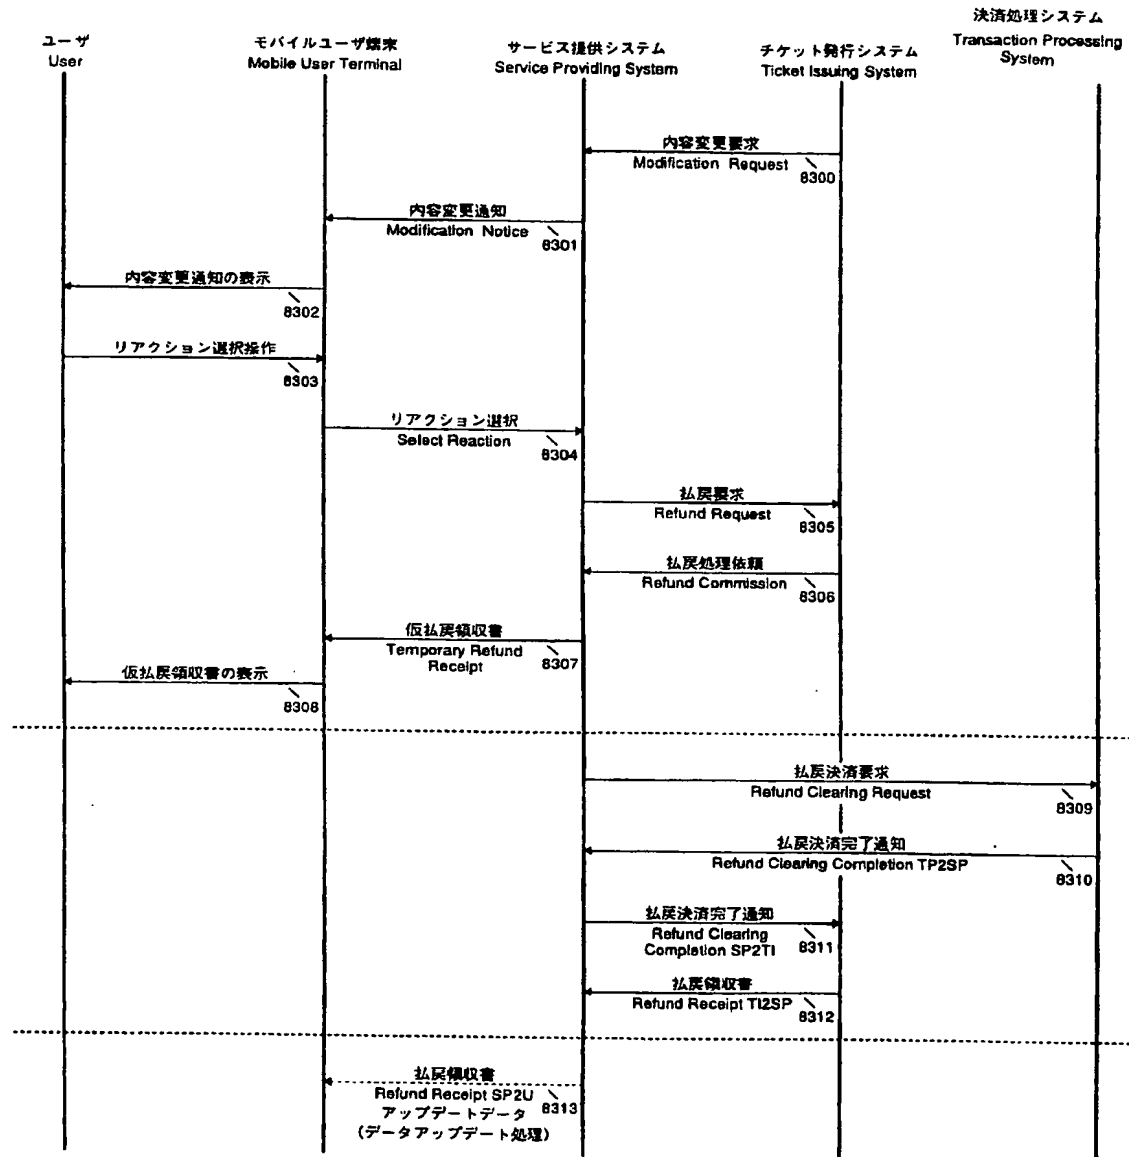 ユーザ
User
モバイルユーザ端末
Mobile User Terminal
サービス提供システム
Service Providing System
チケット発行システム
Ticket Issuing System
決済処理システム
Transaction Processing
System
内容変更要求
Modification Request
8300
内容変更通知
Modification Notice
8301
内容変更通知の表示
8302
リアクション選択操作
8303
リアクション選択
Select Reaction
8304
払戻要求
Refund Request
8305
払戻処理依頼
Refund Commission
8306
仮払戻領収書
Temporary Refund
Receipt
8307
仮払戻領収書の表示
8308
払戻決済要求
Refund Clearing Request
8309
払戻決済完了通知
Refund Clearing Completion TP2SP
8310
払戻決済完了通知
Refund Clearing
Completion SP2TI
8311
払戻領収書
Refund Receipt TI2SP
8312
払戻領収書
Refund Receipt SP2U
8313
アップデートデータ
(データアップデート処理)